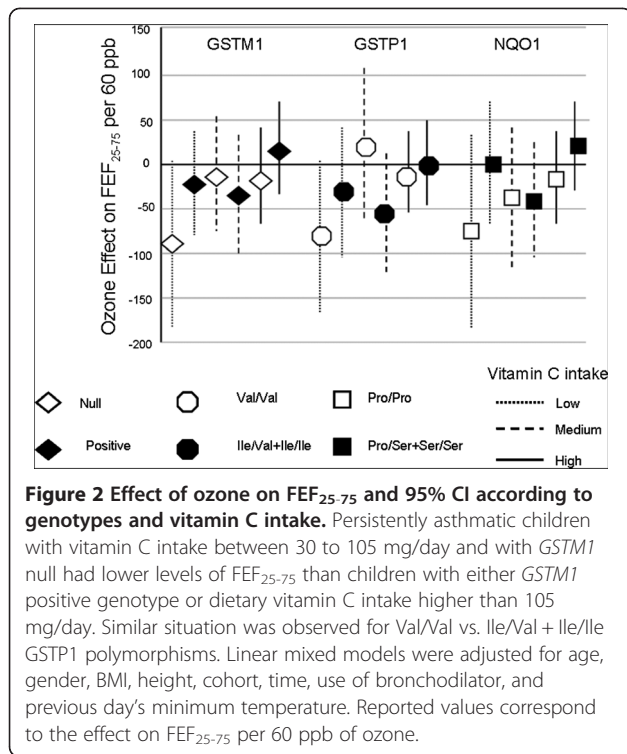 GSTM1 GSTP1 NQO1
Ozone Effect on FEF25-75 per 60 ppb
150
100
50
0
-50
-100
-150
-200
Vitamin C intake
Null Val/Val Pro/Pro Low
Medium
Positive Ile/Val+Ile/Ile Pro/Ser+Ser/Ser
High
Figure 2 Effect of ozone on FEF25-75 and 95% CI according to
genotypes and vitamin C intake. Persistently asthmatic children
with vitamin C intake between 30 to 105 mg/day and with GSTM1
null had lower levels of FEF25-75 than children with either GSTM1
positive genotype or dietary vitamin C intake higher than 105
mg/day. Similar situation was observed for Val/Val vs. Ile/Val + Ile/Ile
GSTP1 polymorphisms. Linear mixed models were adjusted for age,
gender, BMI, height, cohort, time, use of bronchodilator, and
previous day's minimum temperature. Reported values correspond
to the effect on FEF25-75 per 60 ppb of ozone.